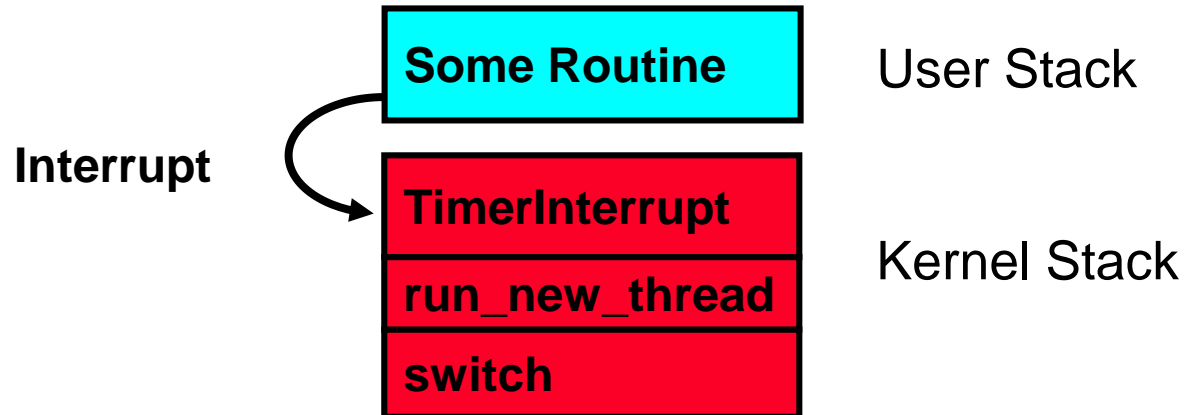 Some Routine
User Stack
Interrupt
TimerInterrupt
Kernel Stack
run_new_thread
switch